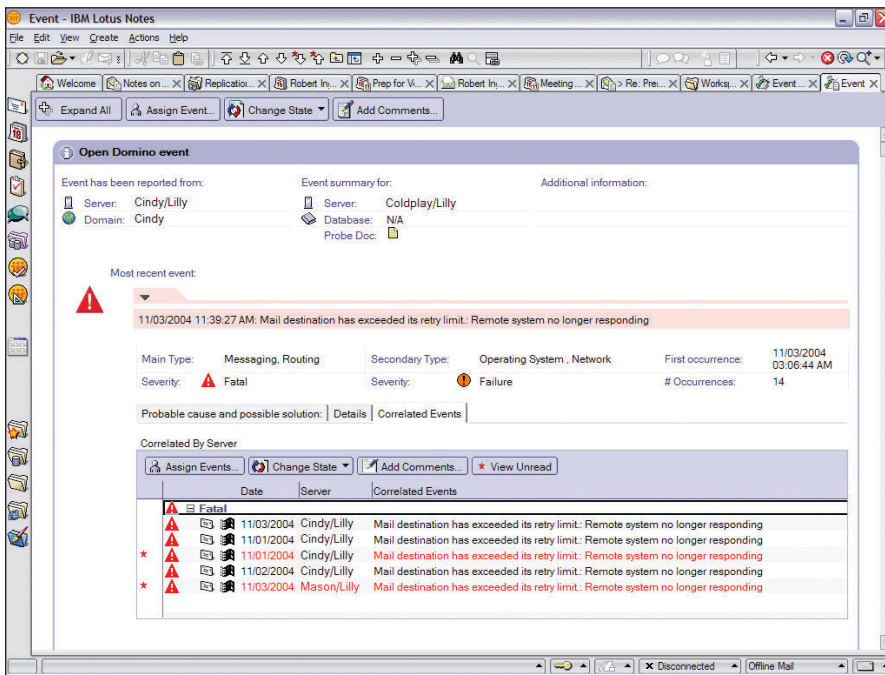 Event - IBM Lotus Notes
File Edit View Create Actions Help
Welcome Notes on... Replicatio... Robert In,... Prep for Vi... Robert In,... Meeting ... > Re: Pre:... Worksp... Event ... Event
Expand All Assign Event... Change State Add Comments...
Open Domino event
Event has been reported from: Event summary for: Additional information:
Server: Cindy/Lilly Server: Coldplay/Lilly
Domain: Cindy Database: N/A
Probe Doc:
Most recent event:
11/03/2004 11:39:27 AM: Mail destination has exceeded its retry limit.: Remote system no longer responding
Main Type: Messaging, Routing Secondary Type: Operating System , Network First occurrence: 11/03/2004 03:06:44 AM
Severity: Fatal Severity: Failure # Occurrences: 14
Probable cause and possible solution: Details Correlated Events
Correlated By Server
Assign Events... Change State Add Comments... View Unread
Date Server Correlated Events
Fatal
11/03/2004 Cindy/Lilly Mail destination has exceeded its retry limit.: Remote system no longer responding
11/01/2004 Cindy/Lilly Mail destination has exceeded its retry limit.: Remote system no longer responding
11/01/2004 Cindy/Lilly Mail destination has exceeded its retry limit.: Remote system no longer responding
11/02/2004 Cindy/Lilly Mail destination has exceeded its retry limit.: Remote system no longer responding
11/03/2004 Mason/Lilly Mail destination has exceeded its retry limit.: Remote system no longer responding
Disconnected Offline Mail